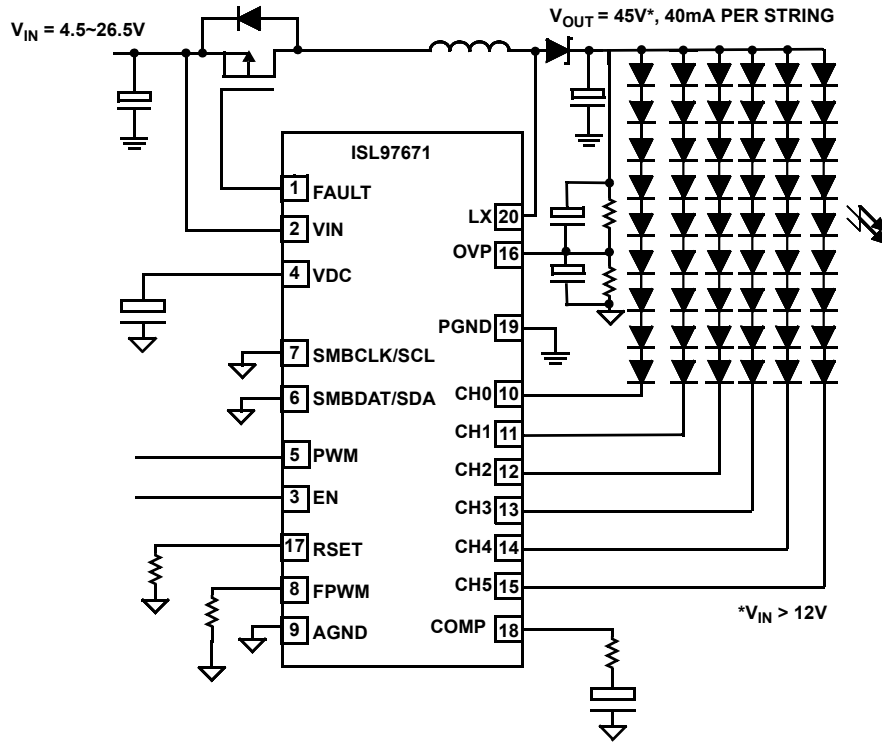 VIN = 4.5~26.5V
VOUT = 45V*, 40mA PER STRING
ISL97671
1 FAULT
2 VIN
4 VDC
7 SMBCLK/SCL
6 SMBDAT/SDA
5 PWM
3 EN
17 RSET
8 FPWM
9 AGND
LX 20
OVP 16
PGND 19
CH0 10
CH1 11
CH2 12
CH3 13
CH4 14
CH5 15
COMP 18
*VIN > 12V